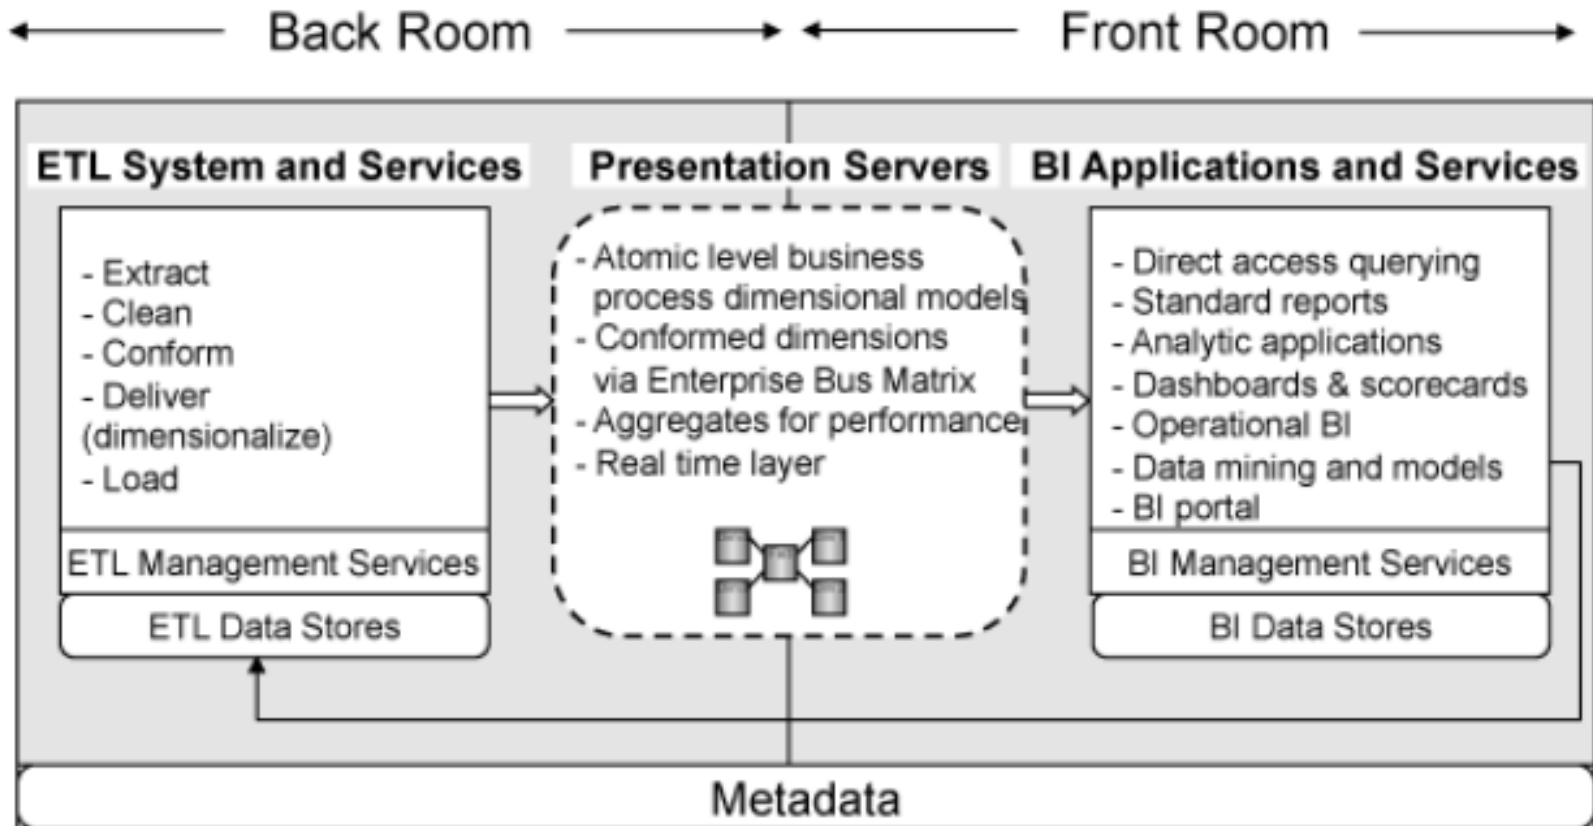 Back Room
Front Room
ETL System and Services
- Extract
- Clean
- Conform
- Deliver
(dimensionalize)
- Load
ETL Management Services
ETL Data Stores
Presentation Servers
- Atomic level business
process dimensional models
- Conformed dimensions
via Enterprise Bus Matrix
- Aggregates for performance
- Real time layer
BI Applications and Services
- Direct access querying
- Standard reports
- Analytic applications
- Dashboards & scorecards
- Operational BI
- Data mining and models
- BI portal
BI Management Services
BI Data Stores
Metadata